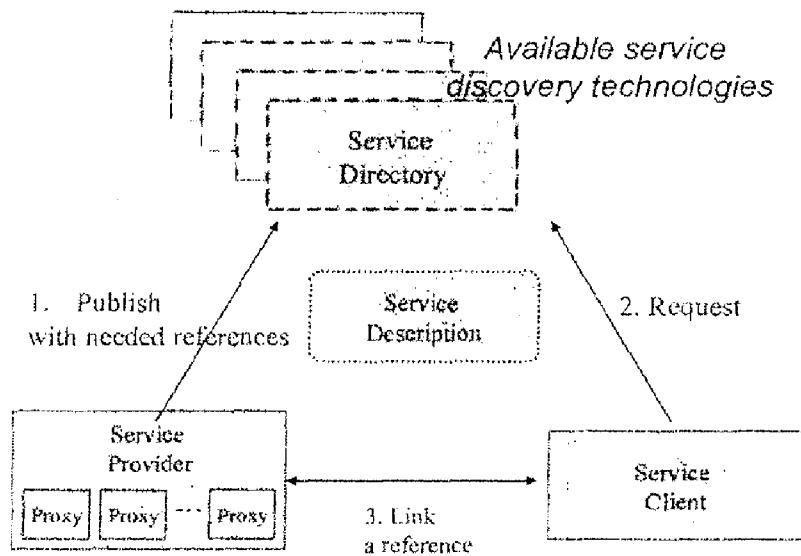 Available service
discovery technologies
Service
Directory
1. Publish
with needed references
Service
Description
2. Request
Service
Provider
Proxy Proxy ... Proxy
3. Link
a reference
Service
Client